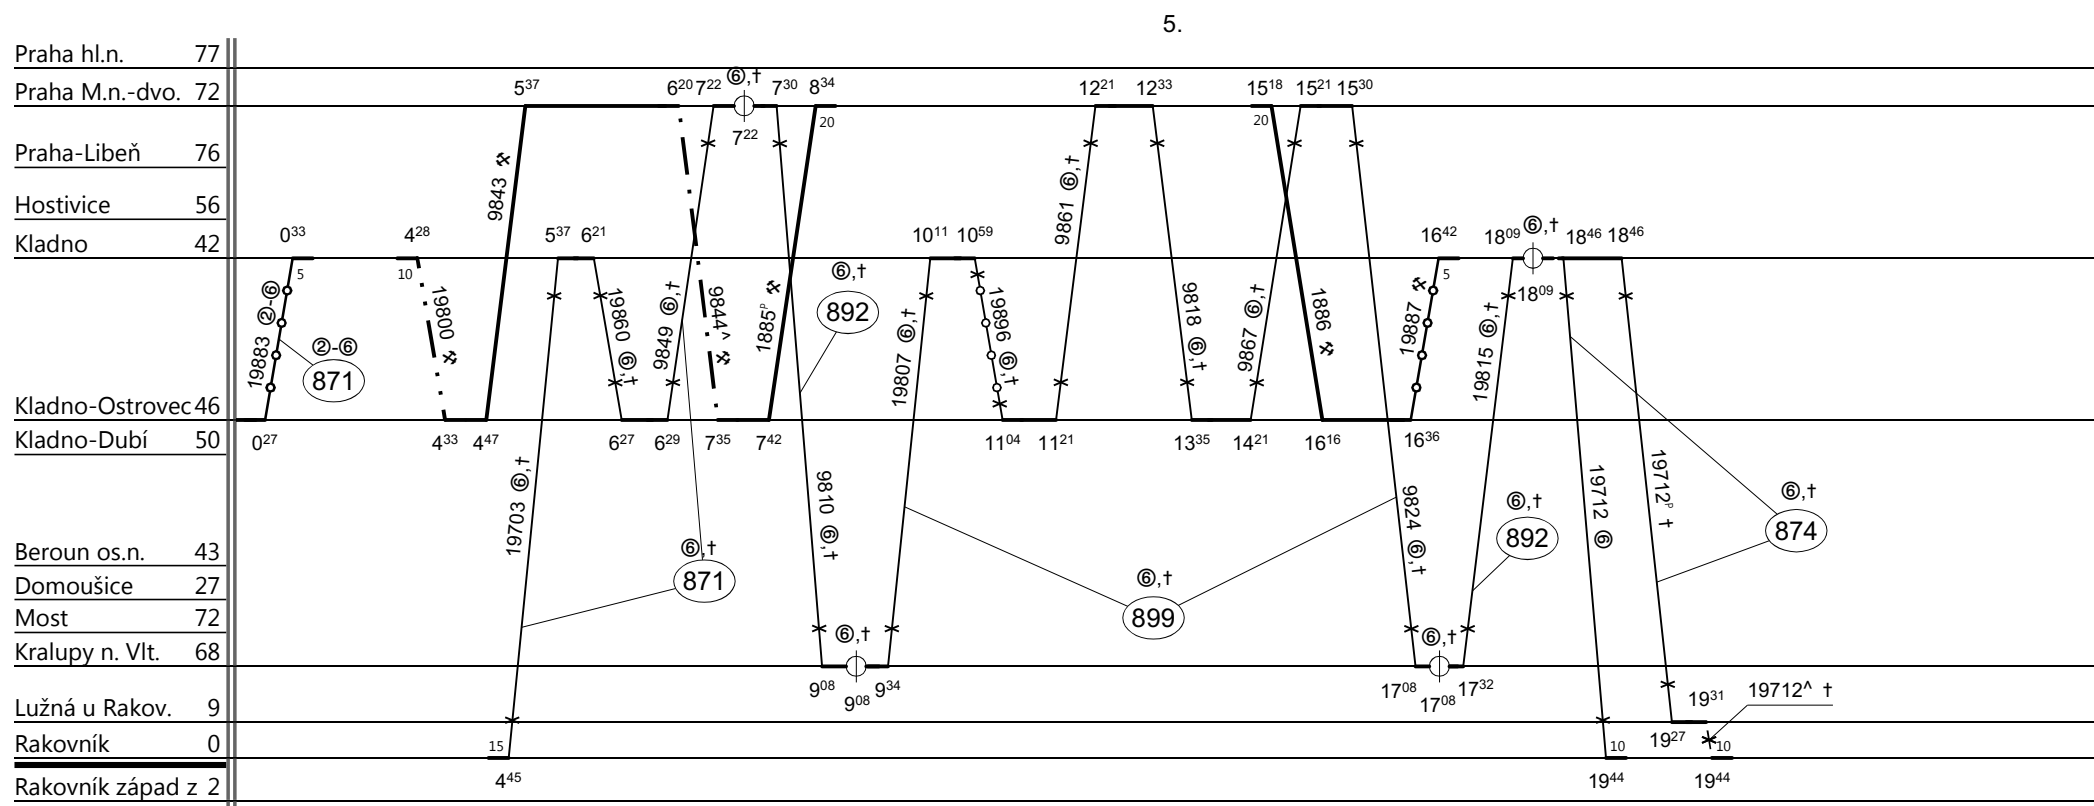 5.
Praha hl.n. 77
Praha M.n.-dvo. 72
Praha-Libeň 76
Hostivice 56
Kladno 42
Kladno-Ostrovec 46
Kladno-Dubí 50
Beroun os.n. 43
Domoušice 27
Most 72
Kralupy n. Vlt. 68
Lužná u Rakov. 9
Rakovník 0
Rakovník západ z 2
5³⁷ 6²⁰ 7²² ⑥,† 7³⁰ 8³⁴ 12²¹ 12³³ 15¹⁸ 15²¹ 15³⁰
7²² 20 20
0³³ 4²⁸ 5³⁷ 6²¹ 10¹¹ 10⁵⁹ 16⁴² 18⁰⁹ ⑥,† 18⁴⁶ 18⁴⁶
5 10 5 18⁰⁹
19883 ②-⑥
②-⑥
871
19800 ⚒
9843 ⚒
19703 ⑥,†
19860 ⑥,†
9849 ⑥,†
9844^ ⚒
1885ᴾ ⚒
9810 ⑥,†
⑥,†
892
19807 ⑥,†
19896 ⑥,†
9861 ⑥,†
9818 ⑥,†
9867 ⑥,†
1886 ⚒
9824 ⑥,†
19887 ⚒
19815 ⑥,†
19712 ⑥
19712ᴾ †
0²⁷ 4³³ 4⁴⁷ 6²⁷ 6²⁹ 7³⁵ 7⁴² 11⁰⁴ 11²¹ 13³⁵ 14²¹ 16¹⁶ 16³⁶
⑥,†
871
⑥,†
899
⑥,†
892
⑥,†
874
⑥,† ⑥,†
9⁰⁸ 9⁰⁸ 9³⁴ 17⁰⁸ 17⁰⁸ 17³²
19³¹ 19712^ †
19²⁷
15 10 10
4⁴⁵ 19⁴⁴ 19⁴⁴